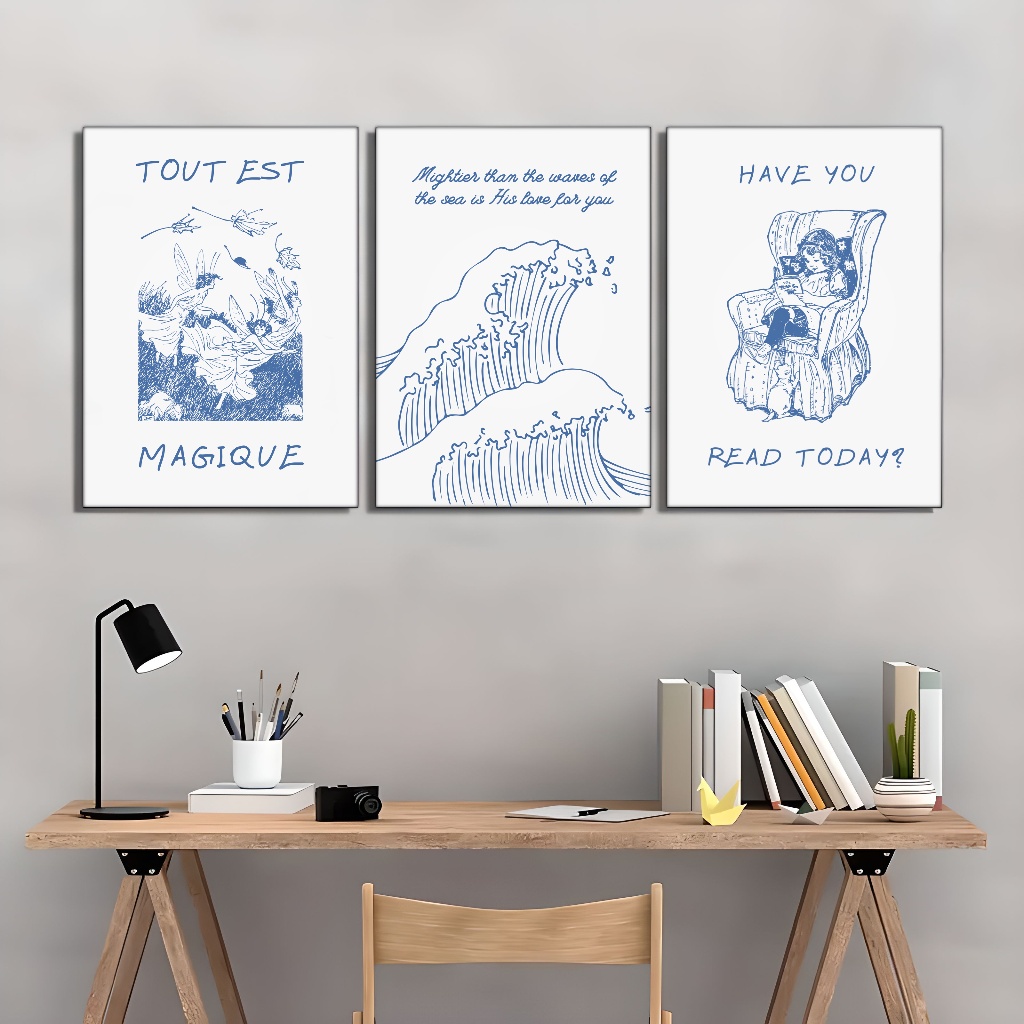 TOUT EST
MAGIQUE
Mightier than the waves of
the sea is His love for you
HAVE YOU
READ TODAY?